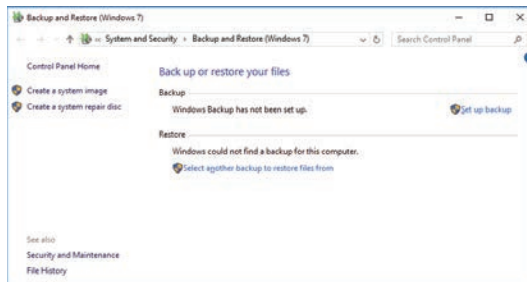 Backup and Restore (Windows 7)
System and Security › Backup and Restore (Windows 7)
Search Control Panel
Control Panel Home
Create a system image
Create a system repair disc
Back up or restore your files
Backup
Windows Backup has not been set up.
Set up backup
Restore
Windows could not find a backup for this computer.
Select another backup to restore files from
See also
Security and Maintenance
File History